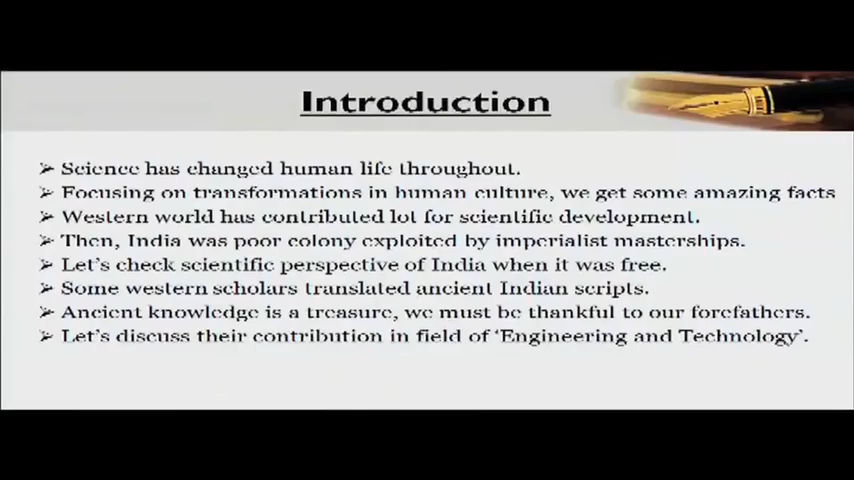 Introduction
Science has changed human life throughout.
Focusing on transformations in human culture, we get some amazing facts
Western world has contributed lot for scientific development.
Then, India was poor colony exploited by imperialist masterships.
Let's check scientific perspective of India when it was free.
Some western scholars translated ancient Indian scripts.
Ancient knowledge is a treasure, we must be thankful to our forefathers.
Let's discuss their contribution in field of 'Engineering and Technology'.